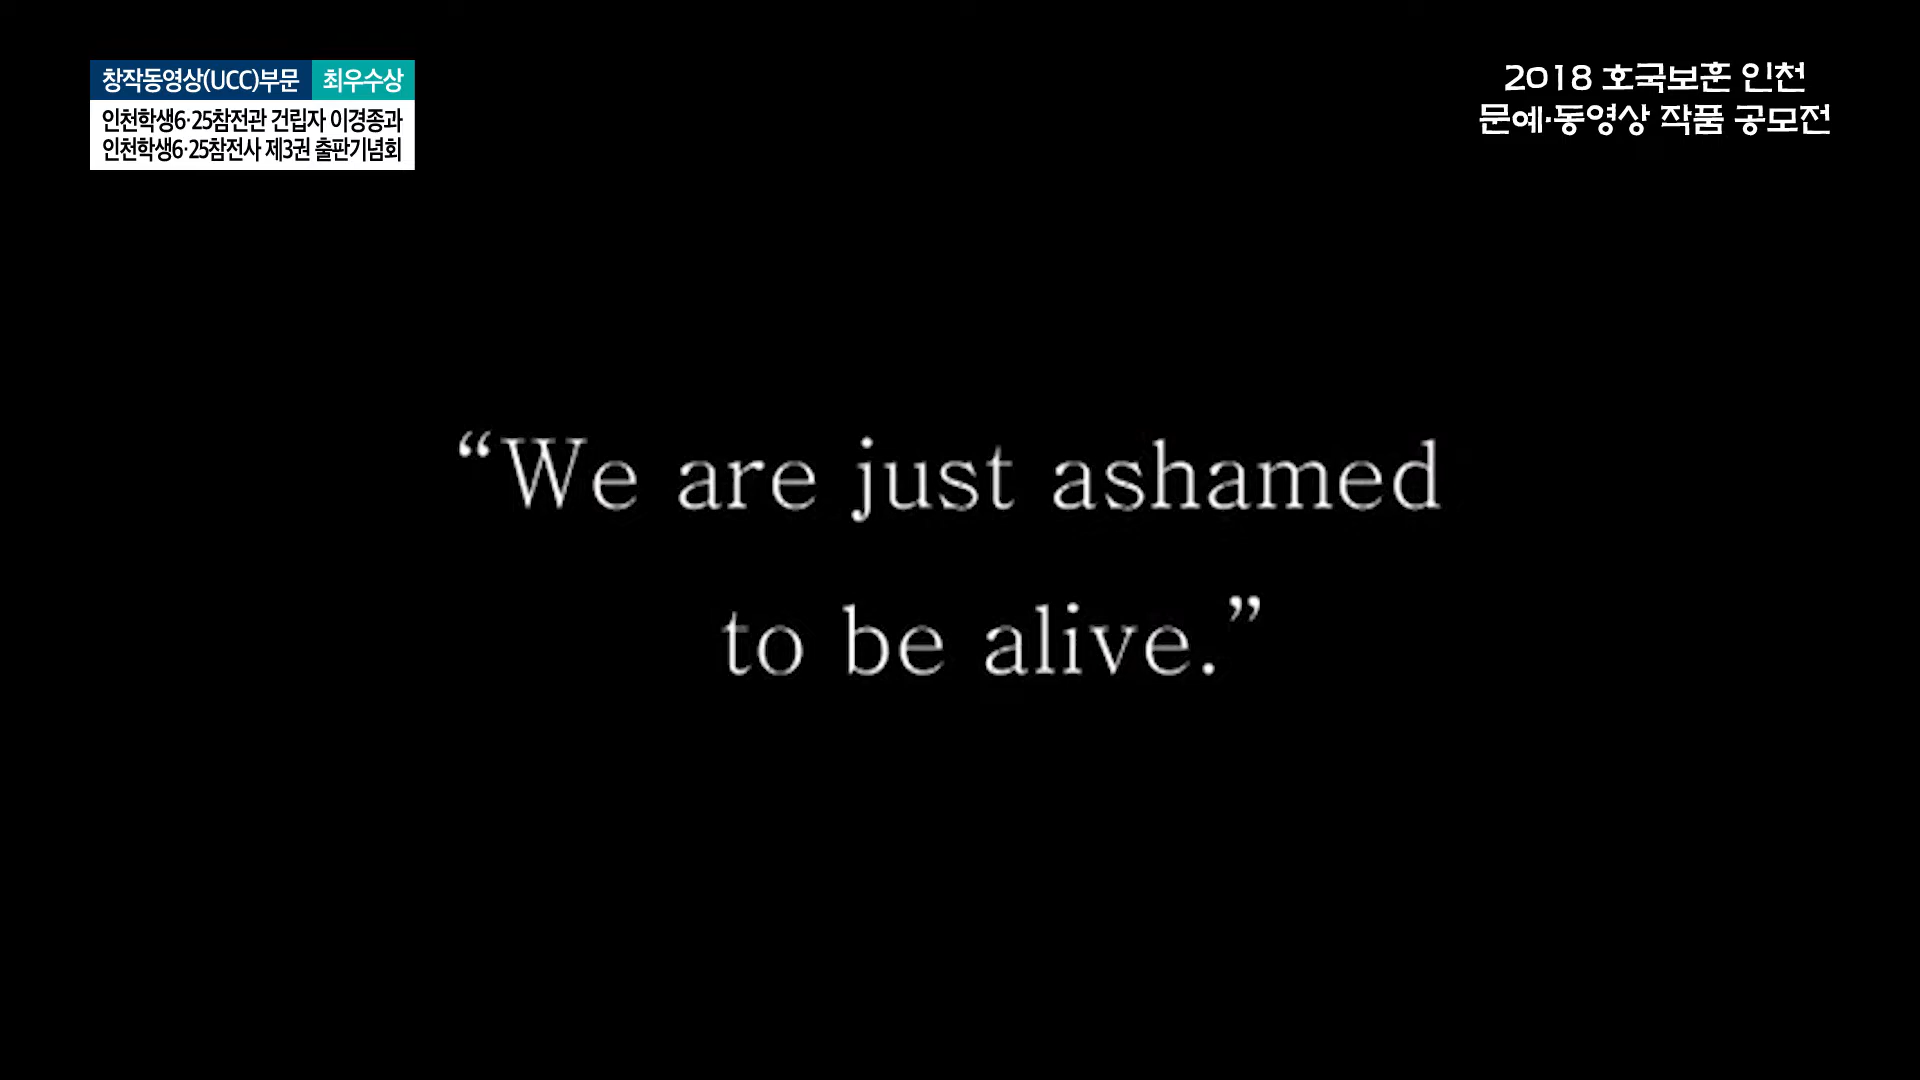 창작동영상(UCC)부문 최우수상
인천학생6·25참전관 건립자 이경종과
인천학생6·25참전사 제3권 출판기념회
2018 호국보훈 인천
문예·동영상 작품 공모전
“We are just ashamed
to be alive.”